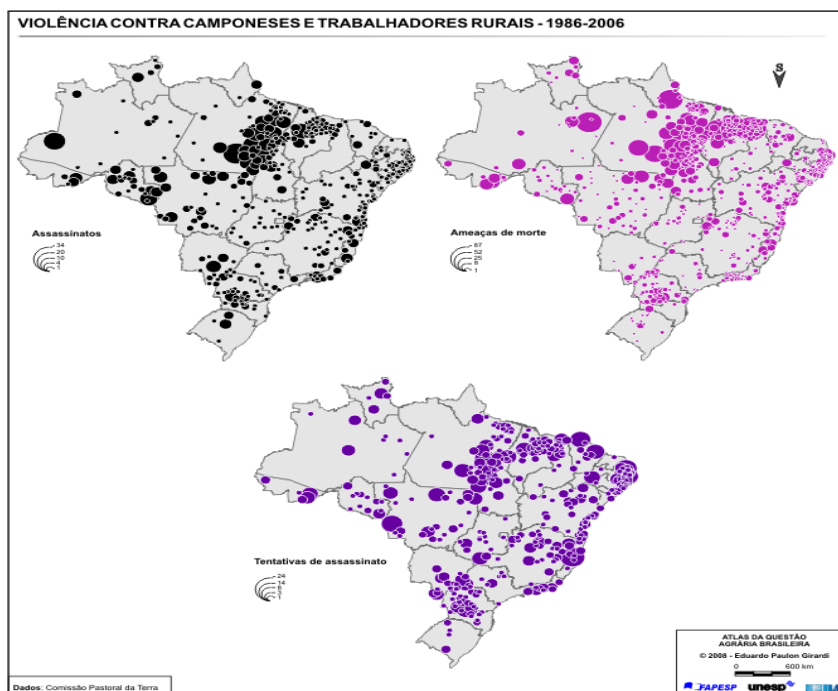 VIOLÊNCIA CONTRA CAMPONESES E TRABALHADORES RURAIS - 1986-2006
S
Assassinatos
34
20
10
4
1
Ameaças de morte
87
52
25
8
1
Tentativas de assassinato
24
14
6
3
1
ATLAS DA QUESTÃO
AGRÁRIA BRASILEIRA
© 2008 - Eduardo Paulon Girardi
0 600 km
FAPESP unesp
Dados: Comissão Pastoral da Terra